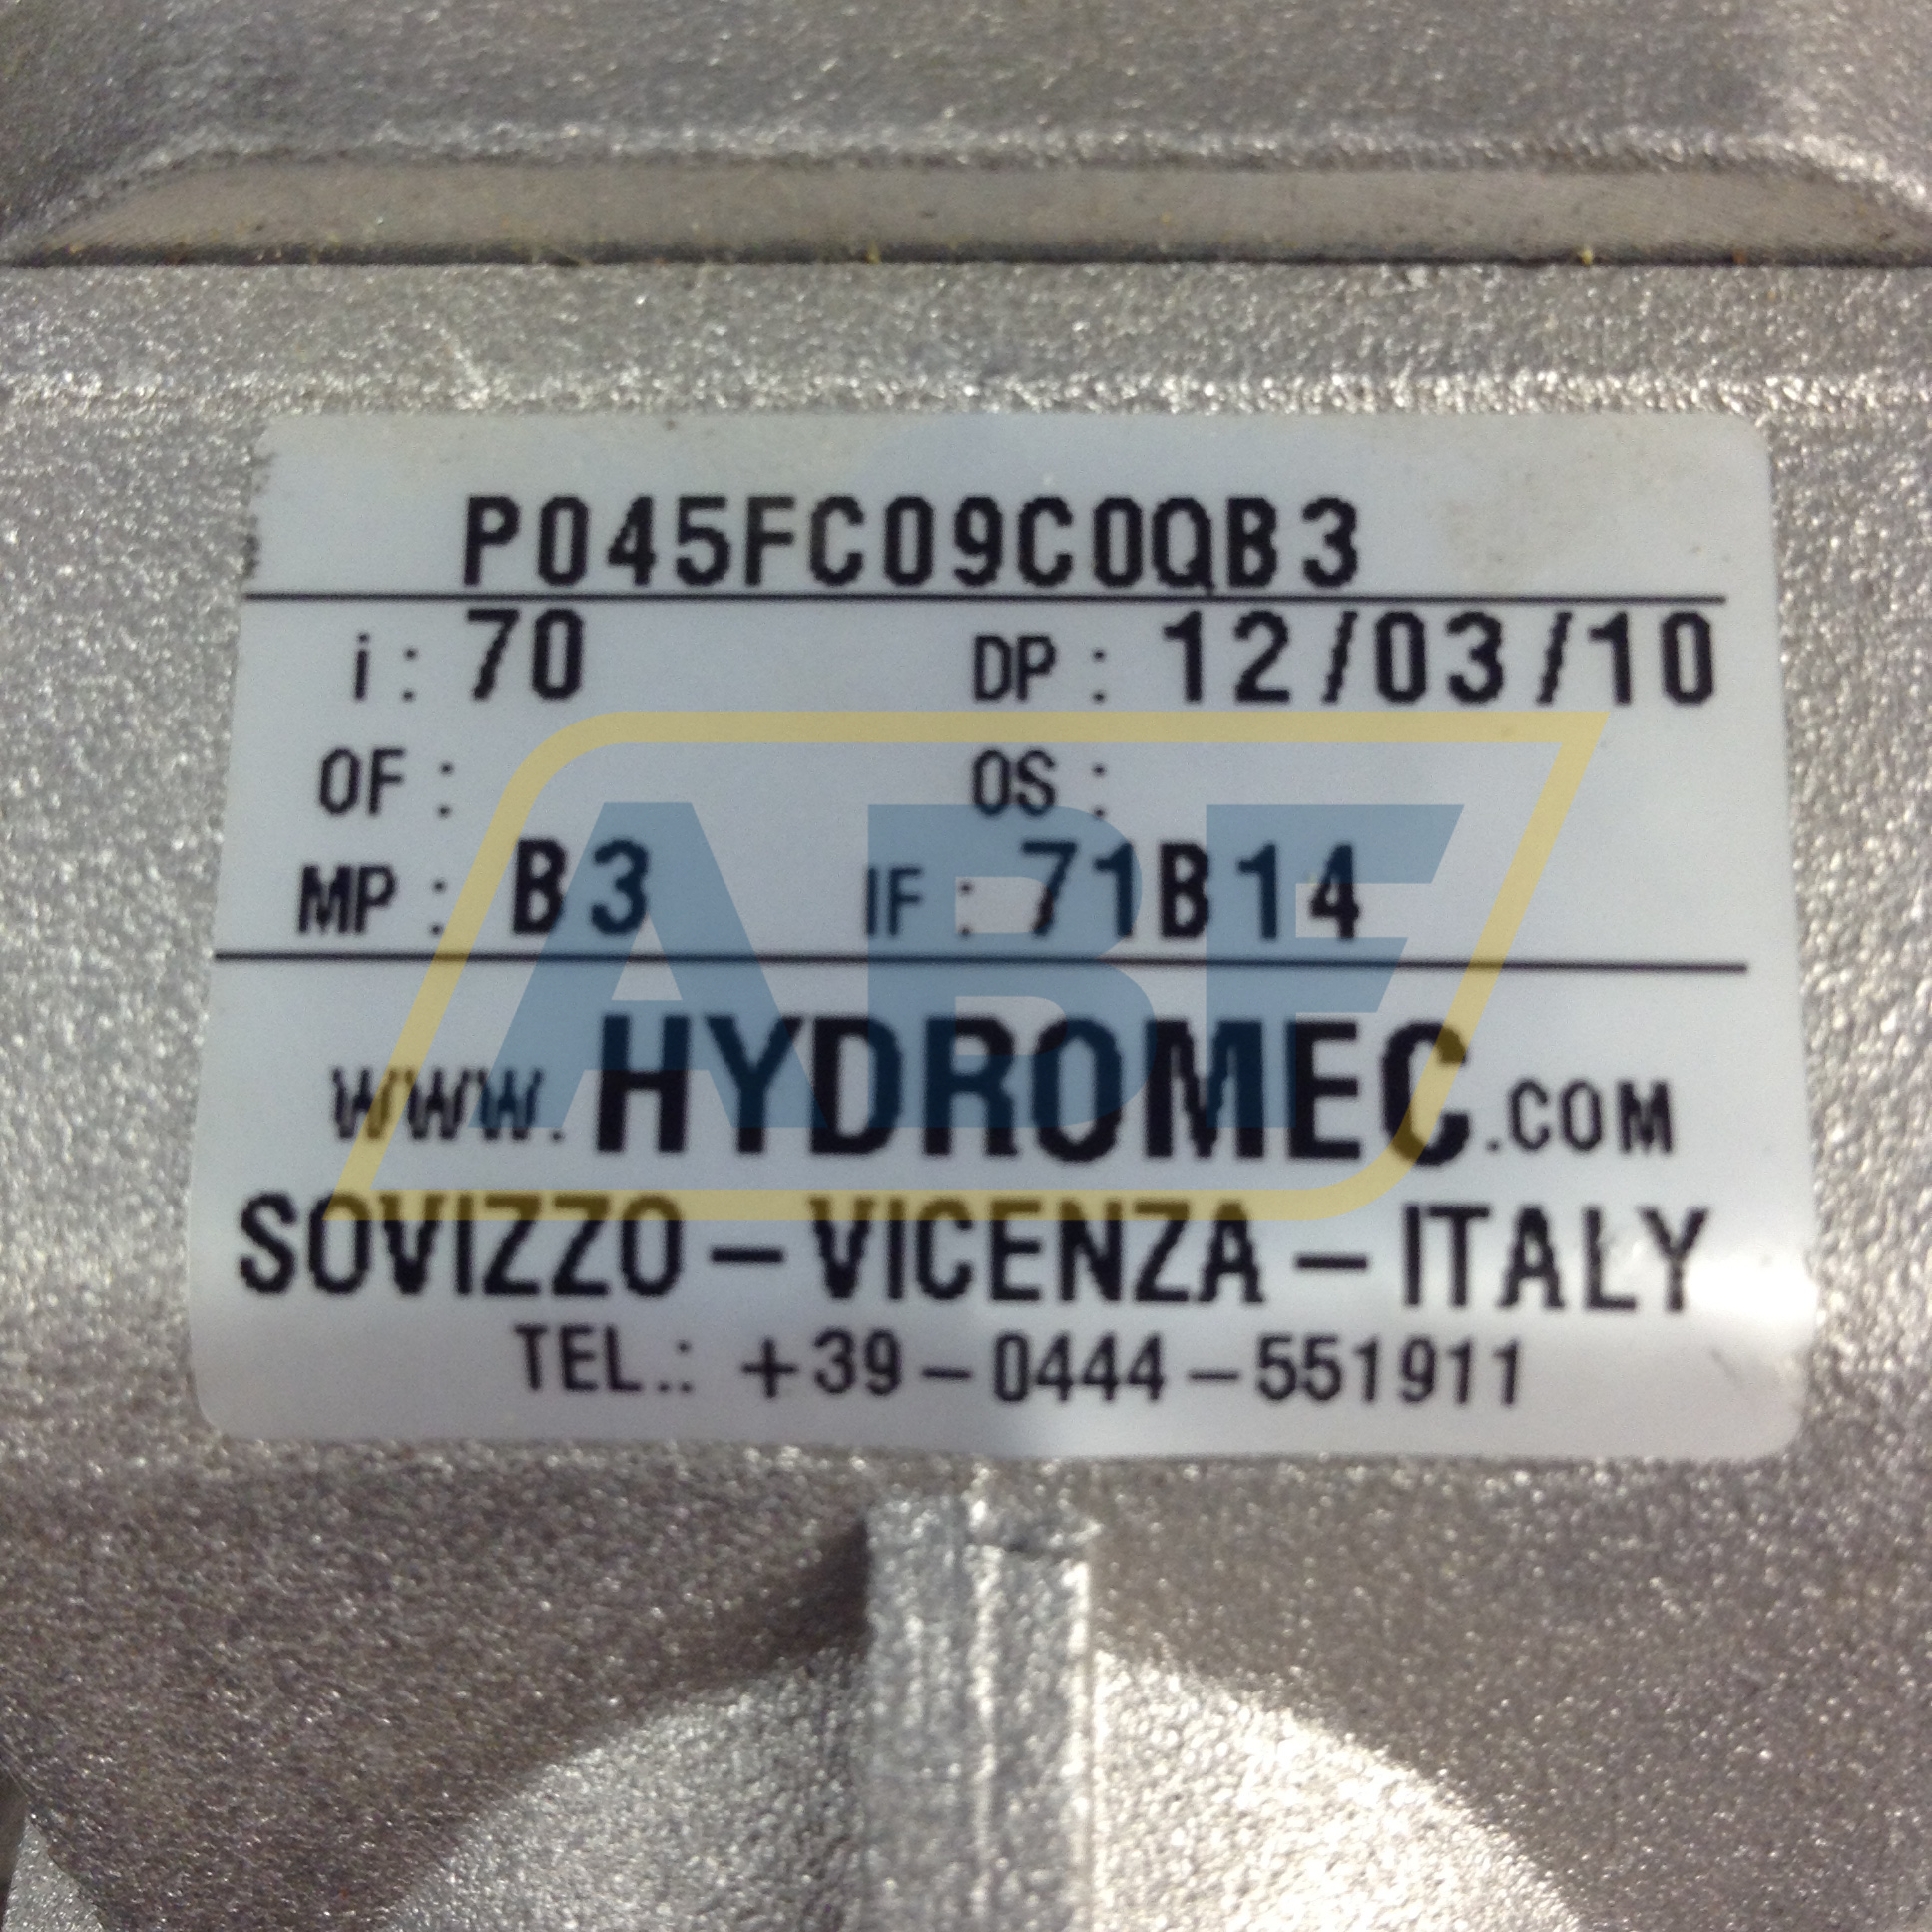 P045FC09C0QB3
i: 70 DP: 12/03/10
OF: OS:
MP: B3 IF: 71B14
ABF
www.HYDROMEC.COM
SOVIZZO-VICENZA-ITALY
TEL.: +39-0444-551911